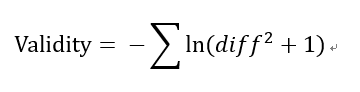 Validity = −∑ ln(diff² + 1)